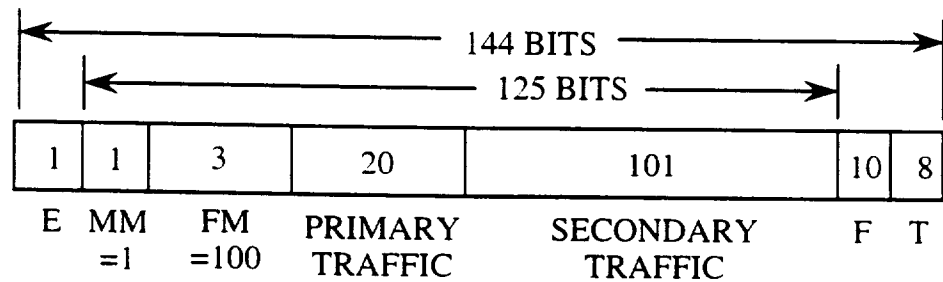 144 BITS
125 BITS
1 1 3 20 101 10 8
E MM =1 FM =100 PRIMARY TRAFFIC SECONDARY TRAFFIC F T